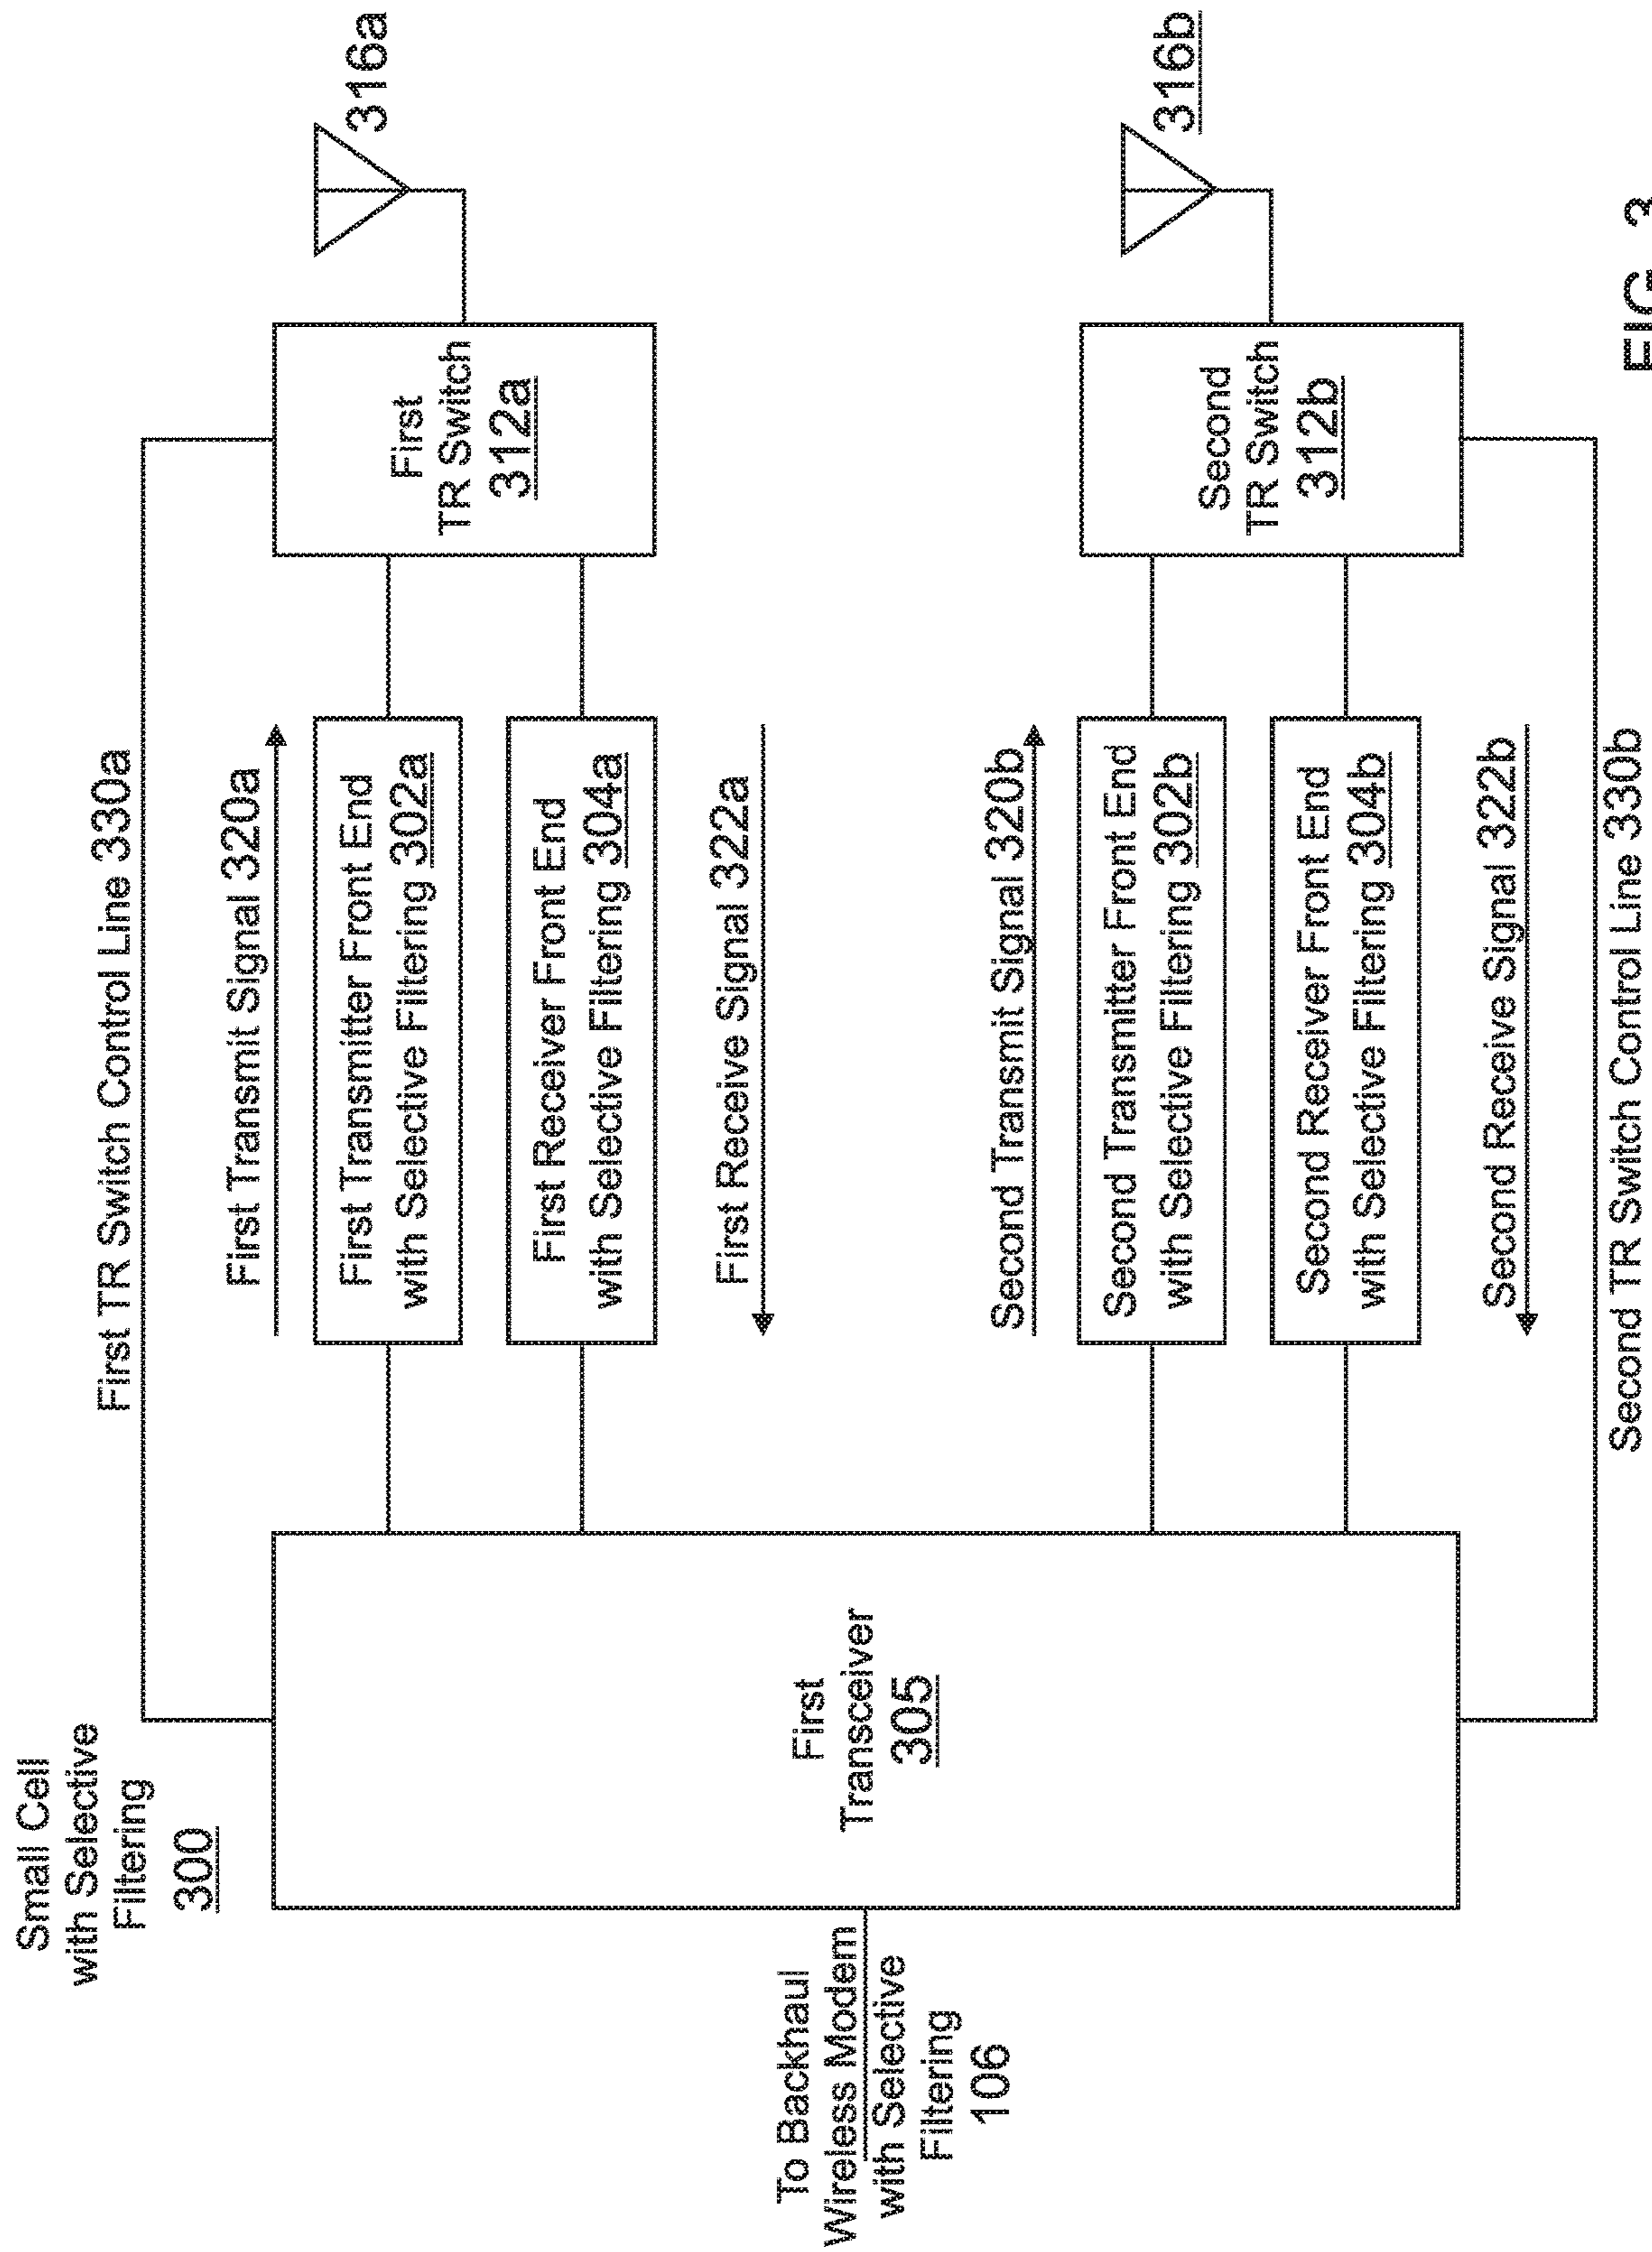 Small Cell
with Selective
Filtering
300
First TR Switch Control Line 330a
First Transmit Signal 320a
First Transmitter Front End
with Selective Filtering 302a
First Receiver Front End
with Selective Filtering 304a
First Receive Signal 322a
First
TR Switch
312a
316a
To Backhaul
Wireless Modem
with Selective
Filtering
106
First
Transceiver
305
Second Transmit Signal 320b
Second Transmitter Front End
with Selective Filtering 302b
Second Receiver Front End
with Selective Filtering 304b
Second Receive Signal 322b
Second
TR Switch
312b
316b
Second TR Switch Control Line 330b
FIG. 3